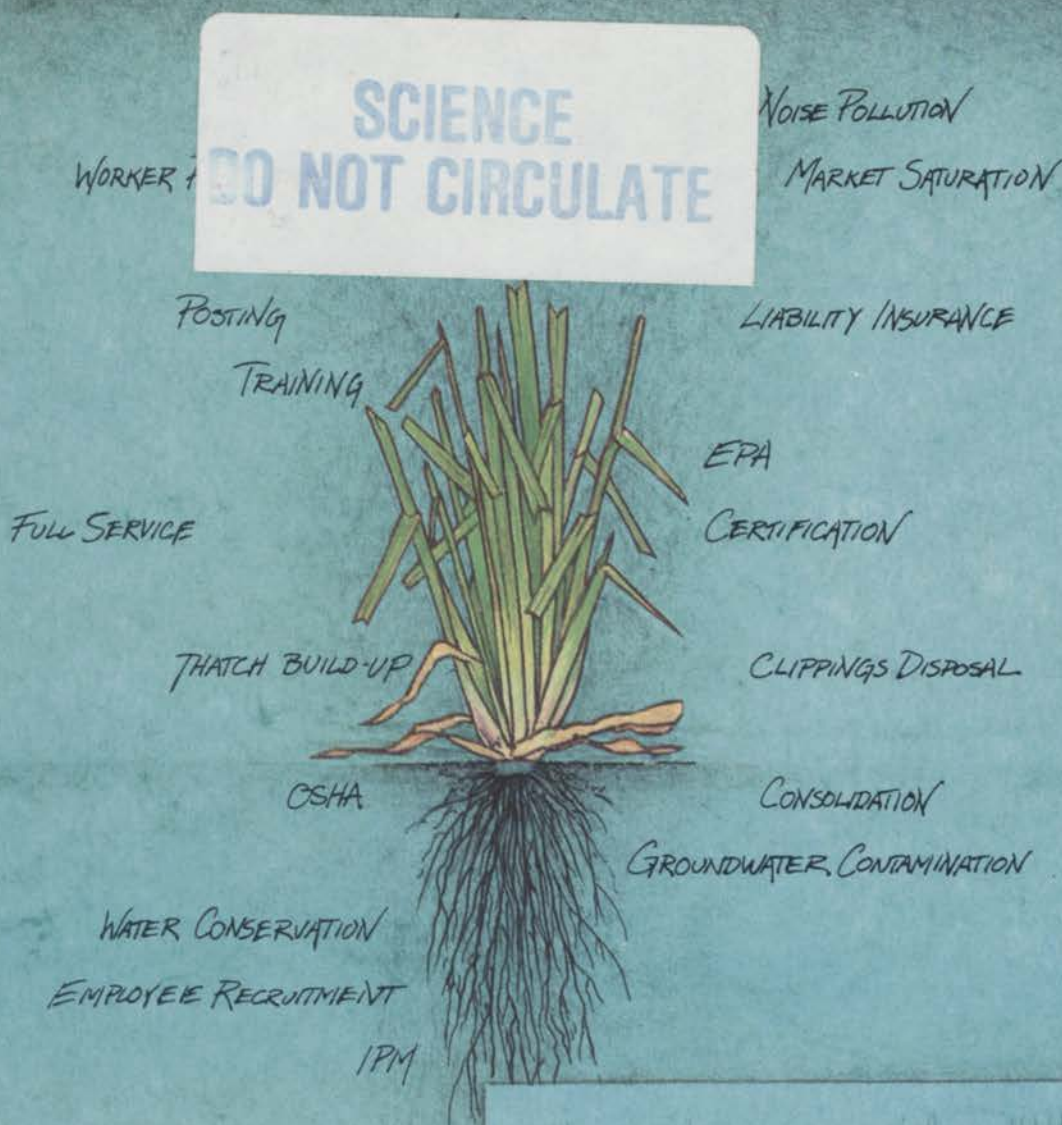 SCIENCE
DO NOT CIRCULATE
NOISE POLLUTION
WORKER
MARKET SATURATION
POSTING
LIABILITY INSURANCE
TRAINING
EPA
FULL SERVICE
CERTIFICATION
THATCH BUILD-UP
CLIPPINGS DISPOSAL
OSHA
CONSOLIDATION
GROUNDWATER CONTAMINATION
WATER CONSERVATION
EMPLOYEE RECRUITMENT
IPM